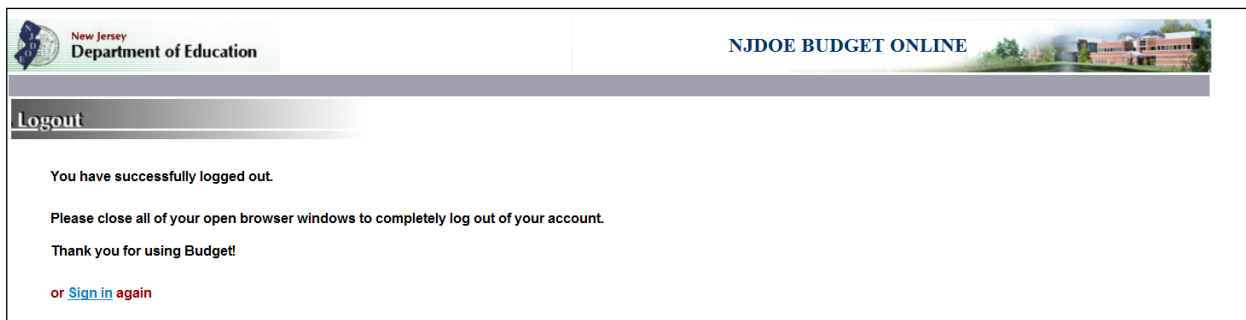 NJDOE
New Jersey
Department of Education
NJDOE BUDGET ONLINE
Logout
You have successfully logged out.
Please close all of your open browser windows to completely log out of your account.
Thank you for using Budget!
or Sign in again